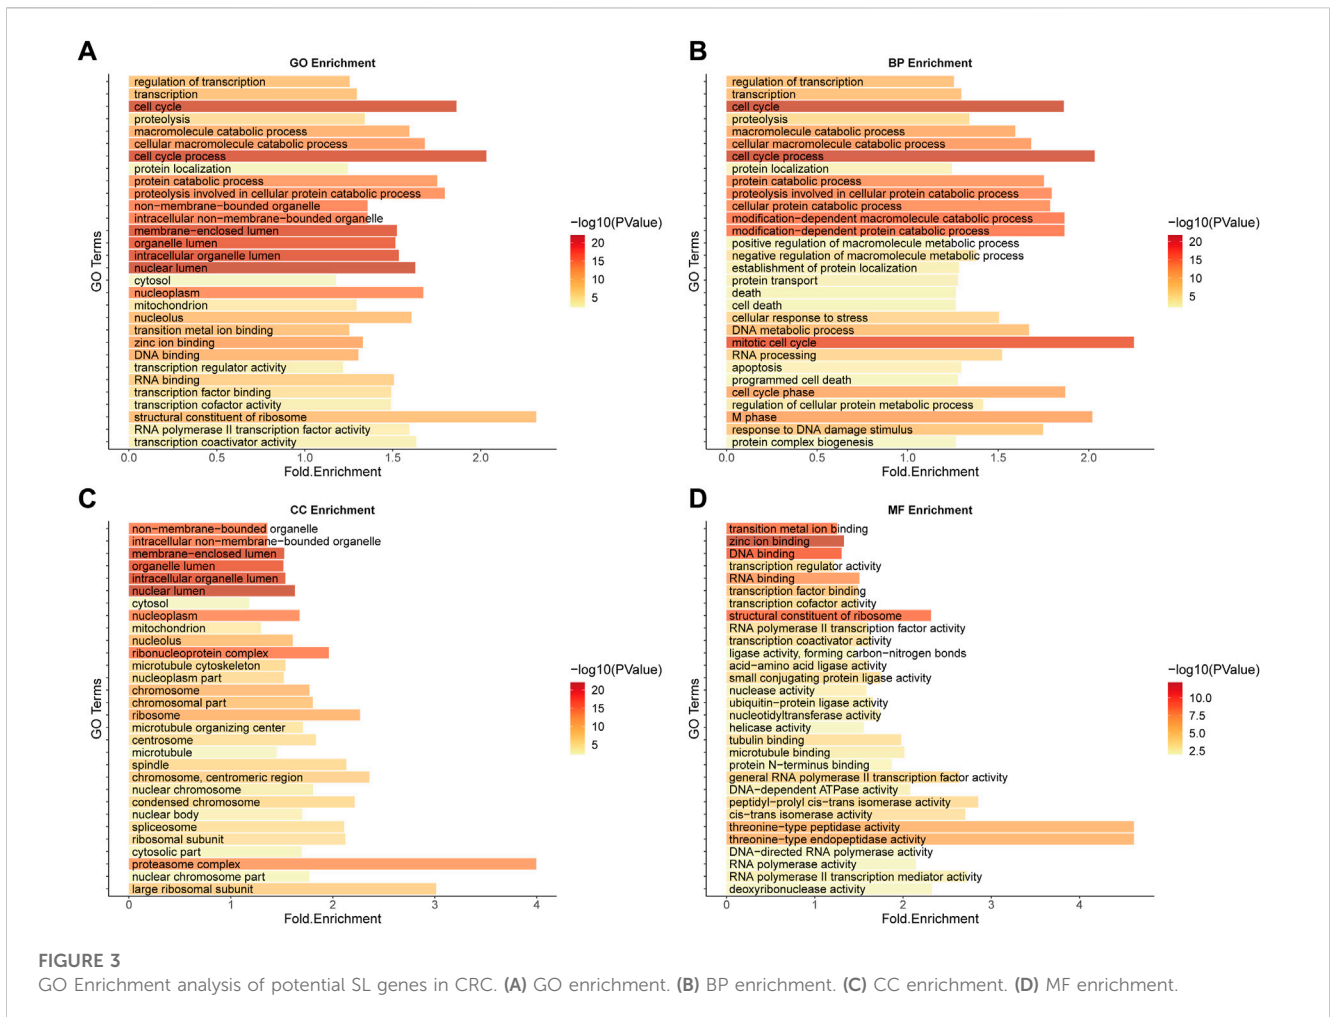 A
GO Enrichment
GO Terms
regulation of transcription
transcription
cell cycle
proteolysis
macromolecule catabolic process
cellular macromolecule catabolic process
cell cycle process
protein localization
protein catabolic process
proteolysis involved in cellular protein catabolic process
non−membrane−bounded organelle
intracellular non−membrane−bounded organelle
membrane−enclosed lumen
organelle lumen
intracellular organelle lumen
nuclear lumen
cytosol
nucleoplasm
mitochondrion
nucleolus
transition metal ion binding
zinc ion binding
DNA binding
transcription regulator activity
RNA binding
transcription factor binding
transcription cofactor activity
structural constituent of ribosome
RNA polymerase II transcription factor activity
transcription coactivator activity
0.0 0.5 1.0 1.5 2.0
Fold.Enrichment
−log10(PValue)
20
15
10
5
B
BP Enrichment
GO Terms
regulation of transcription
transcription
cell cycle
proteolysis
macromolecule catabolic process
cellular macromolecule catabolic process
cell cycle process
protein localization
protein catabolic process
proteolysis involved in cellular protein catabolic process
cellular protein catabolic process
modification−dependent macromolecule catabolic process
modification−dependent protein catabolic process
positive regulation of macromolecule metabolic process
negative regulation of macromolecule metabolic process
establishment of protein localization
protein transport
death
cell death
cellular response to stress
DNA metabolic process
mitotic cell cycle
RNA processing
apoptosis
programmed cell death
cell cycle phase
regulation of cellular protein metabolic process
M phase
response to DNA damage stimulus
protein complex biogenesis
0.0 0.5 1.0 1.5 2.0
Fold.Enrichment
−log10(PValue)
20
15
10
5
C
CC Enrichment
GO Terms
non−membrane−bounded organelle
intracellular non−membrane−bounded organelle
membrane−enclosed lumen
organelle lumen
intracellular organelle lumen
nuclear lumen
cytosol
nucleoplasm
mitochondrion
nucleolus
ribonucleoprotein complex
microtubule cytoskeleton
nucleoplasm part
chromosome
chromosomal part
ribosome
microtubule organizing center
centrosome
microtubule
spindle
chromosome, centromeric region
nuclear chromosome
condensed chromosome
nuclear body
spliceosome
ribosomal subunit
cytosolic part
proteasome complex
nuclear chromosome part
large ribosomal subunit
0 1 2 3 4
Fold.Enrichment
−log10(PValue)
20
15
10
5
D
MF Enrichment
GO Terms
transition metal ion binding
zinc ion binding
DNA binding
transcription regulator activity
RNA binding
transcription factor binding
transcription cofactor activity
structural constituent of ribosome
RNA polymerase II transcription factor activity
transcription coactivator activity
ligase activity, forming carbon−nitrogen bonds
acid−amino acid ligase activity
small conjugating protein ligase activity
nuclease activity
ubiquitin−protein ligase activity
nucleotidyltransferase activity
helicase activity
tubulin binding
microtubule binding
protein N−terminus binding
general RNA polymerase II transcription factor activity
DNA−dependent ATPase activity
peptidyl−prolyl cis−trans isomerase activity
cis−trans isomerase activity
threonine−type peptidase activity
threonine−type endopeptidase activity
DNA−directed RNA polymerase activity
RNA polymerase activity
RNA polymerase II transcription mediator activity
deoxyribonuclease activity
0 1 2 3 4
Fold.Enrichment
−log10(PValue)
10.0
7.5
5.0
2.5
FIGURE 3
GO Enrichment analysis of potential SL genes in CRC. (A) GO enrichment. (B) BP enrichment. (C) CC enrichment. (D) MF enrichment.